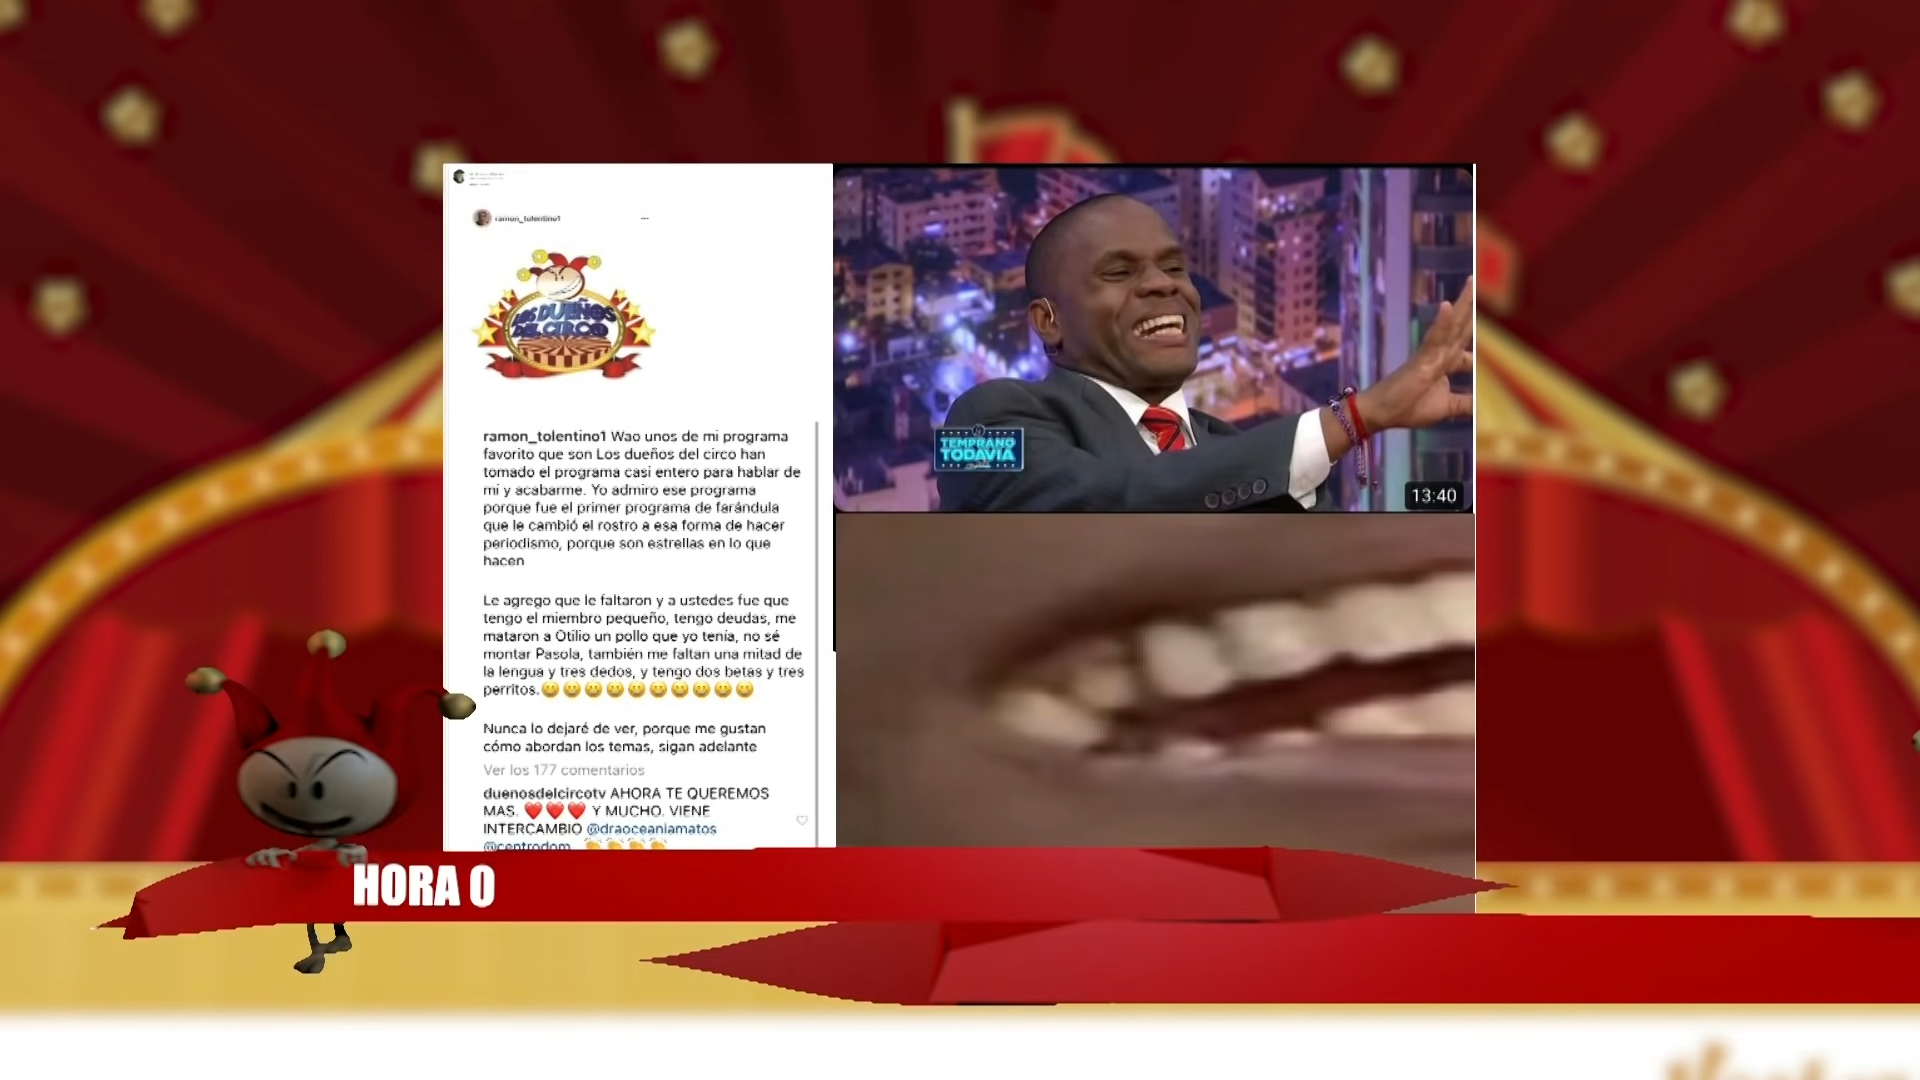 ramon_tolentino1
LOS DUEÑOS
DEL CIRCO
ramon_tolentino1 Wao unos de mi programa
favorito que son Los dueños del circo han
tomado el programa casi entero para hablar de
mi y acabarme. Yo admiro ese programa
porque fue el primer programa de farándula
que le cambió el rostro a esa forma de hacer
periodismo, porque son estrellas en lo que
hacen
Le agrego que le faltaron y a ustedes fue que
tengo el miembro pequeño, tengo deudas, me
mataron a Otilio un pollo que yo tenía, no sé
montar Pasola, también me faltan una mitad de
la lengua y tres dedos, y tengo dos betas y tres
perritos.😀😀😀😀😀😀😀😀😀😀
Nunca lo dejaré de ver, porque me gustan
cómo abordan los temas, sigan adelante
Ver los 177 comentarios
duenosdelcircotv AHORA TE QUEREMOS
MAS. ❤️❤️❤️ Y MUCHO. VIENE
INTERCAMBIO @draoceaniamatos
@centrodom
TEMPRANO
TODAVIA
13:40
HORA 0